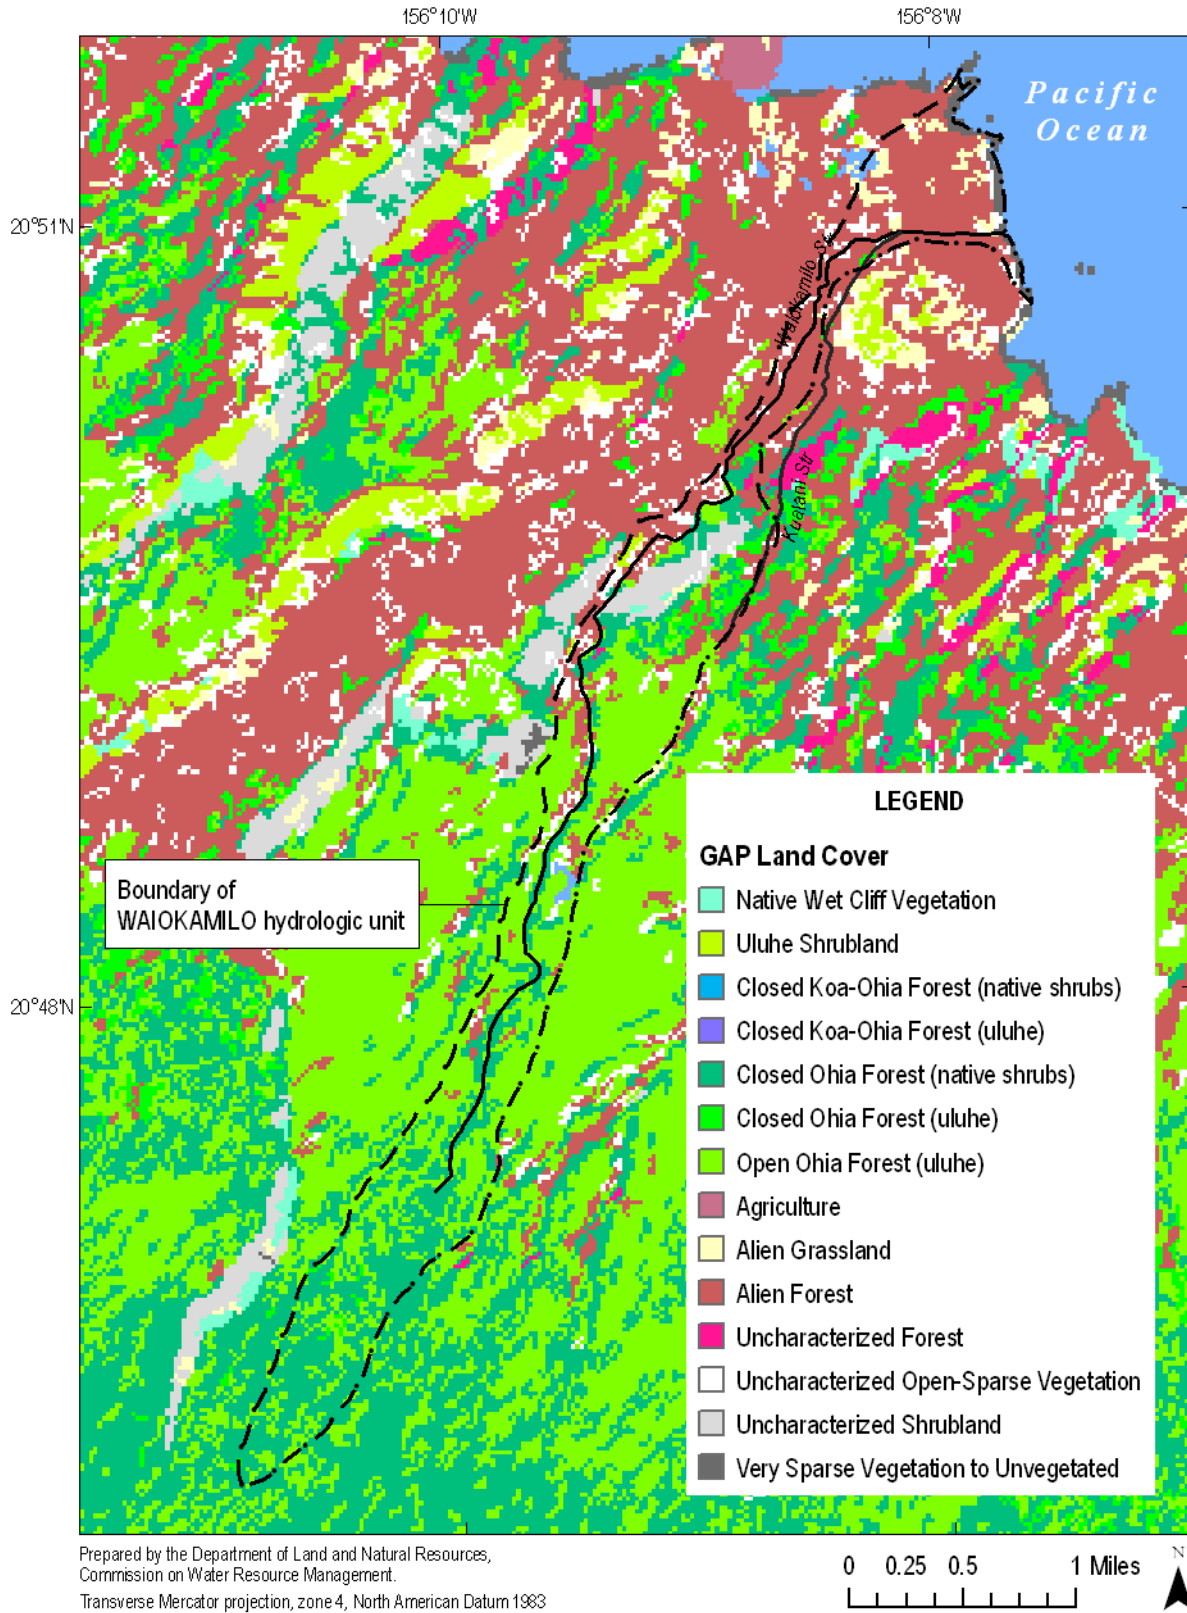 156°10'W
156°8'W
Pacific
Ocean
20°51'N
Waiokamilo Str
Kualani Str
LEGEND
GAP Land Cover
Native Wet Cliff Vegetation
Uluhe Shrubland
Closed Koa-Ohia Forest (native shrubs)
Closed Koa-Ohia Forest (uluhe)
Closed Ohia Forest (native shrubs)
Closed Ohia Forest (uluhe)
Open Ohia Forest (uluhe)
Agriculture
Alien Grassland
Alien Forest
Uncharacterized Forest
Uncharacterized Open-Sparse Vegetation
Uncharacterized Shrubland
Very Sparse Vegetation to Unvegetated
Boundary of
WAIOKAMILO hydrologic unit
20°48'N
Prepared by the Department of Land and Natural Resources,
Commission on Water Resource Management.
Transverse Mercator projection, zone 4, North American Datum 1983
0 0.25 0.5 1 Miles
N